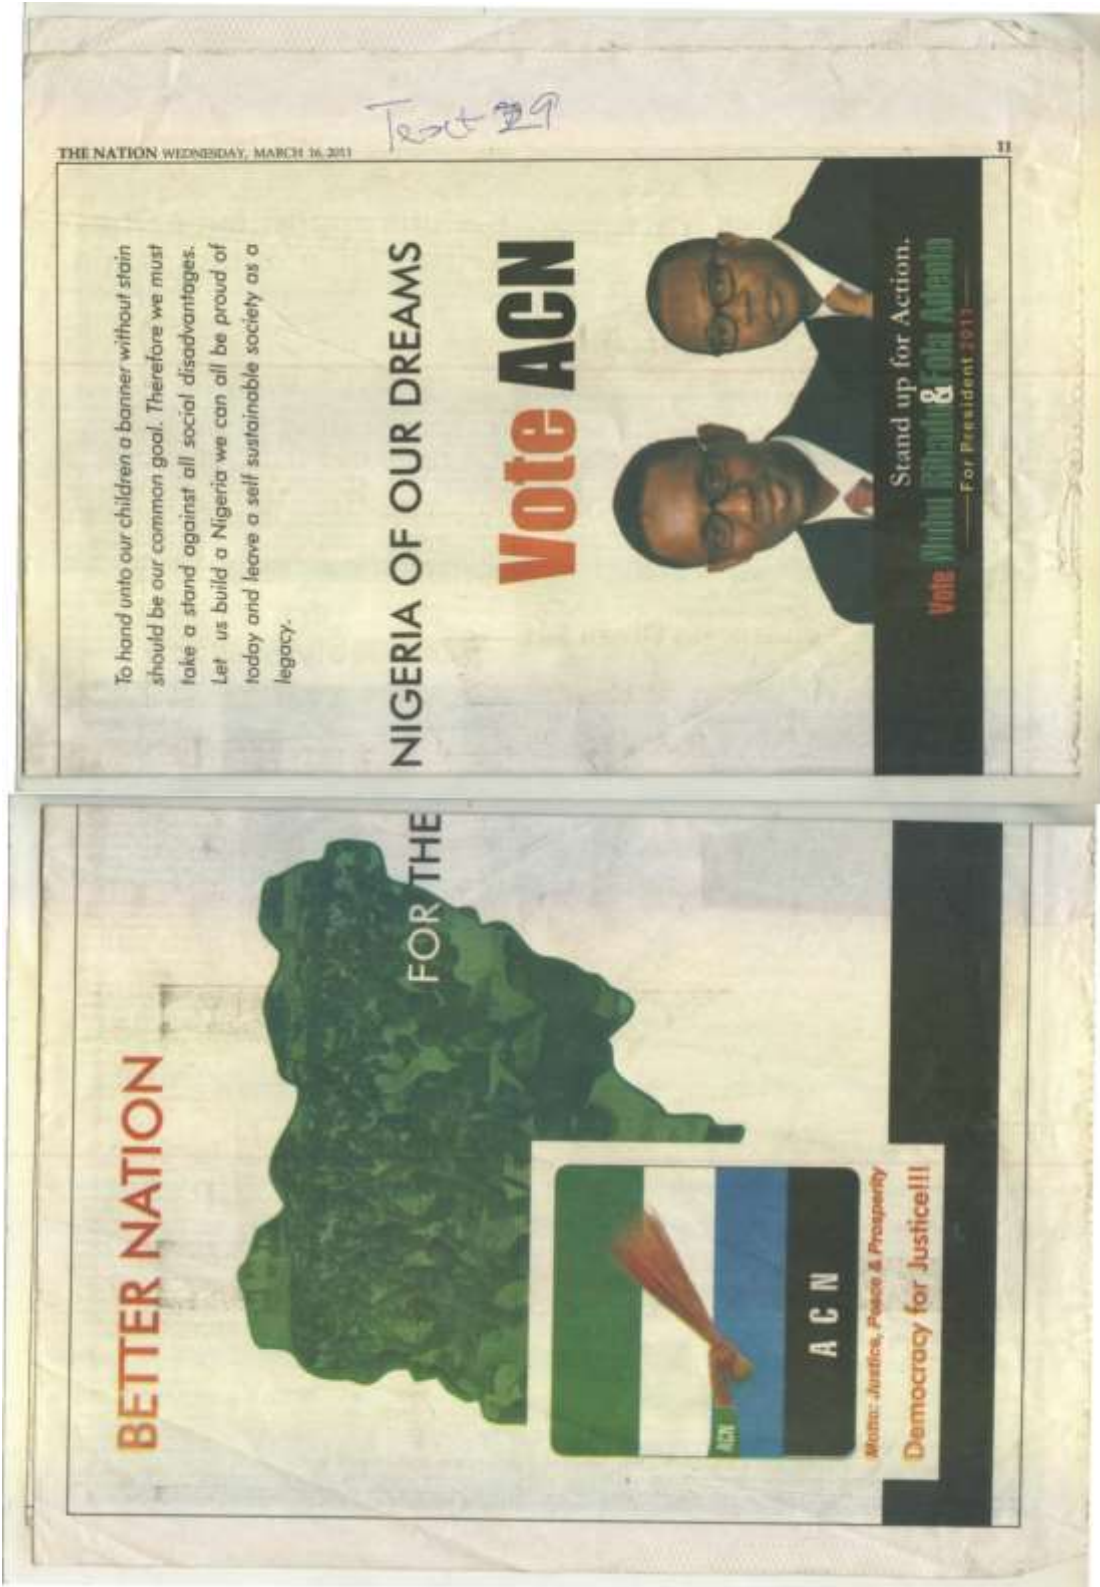 Text 29
THE NATION WEDNESDAY, MARCH 16, 2011
11
BETTER NATION
To hand unto our children a banner without stain
should be our common goal. Therefore we must
take a stand against all social disadvantages.
Let us build a Nigeria we can all be proud of
today and leave a self sustainable society as a
legacy.
FOR THE NIGERIA OF OUR DREAMS
Vote ACN
ACN
A C N
Motto: Justice, Peace & Prosperity
Democracy for Justice!!!
Stand up for Action.
Vote Nuhu Ribadu & Fola Adeola
For President 2011